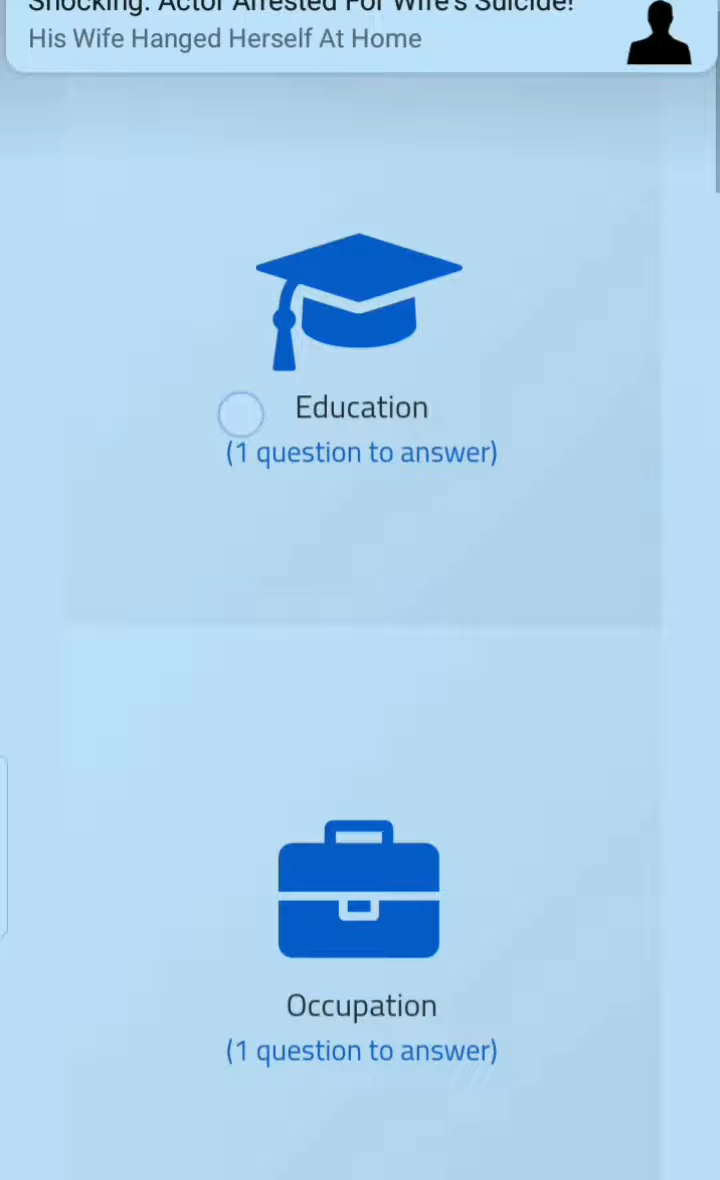 Shocking: Actor Arrested For Wife's Suicide!
His Wife Hanged Herself At Home
Education
(1 question to answer)
Occupation
(1 question to answer)